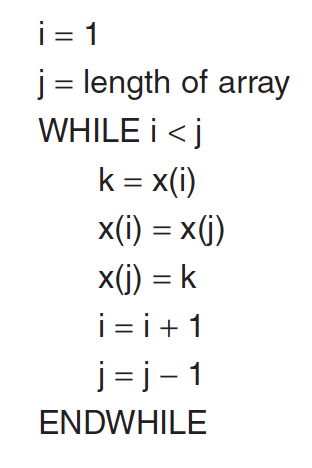 i = 1
j = length of array
WHILE i < j
k = x(i)
x(i) = x(j)
x(j) = k
i = i + 1
j = j – 1
ENDWHILE